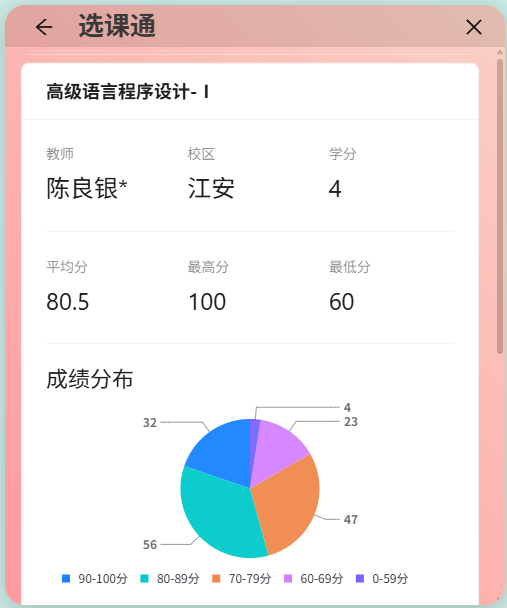 选课通
高级语言程序设计- I
教师 校区 学分
陈良银* 江安 4
平均分 最高分 最低分
80.5 100 60
成绩分布
4
32 23
47
56
90-100分 80-89分 70-79分 60-69分 0-59分